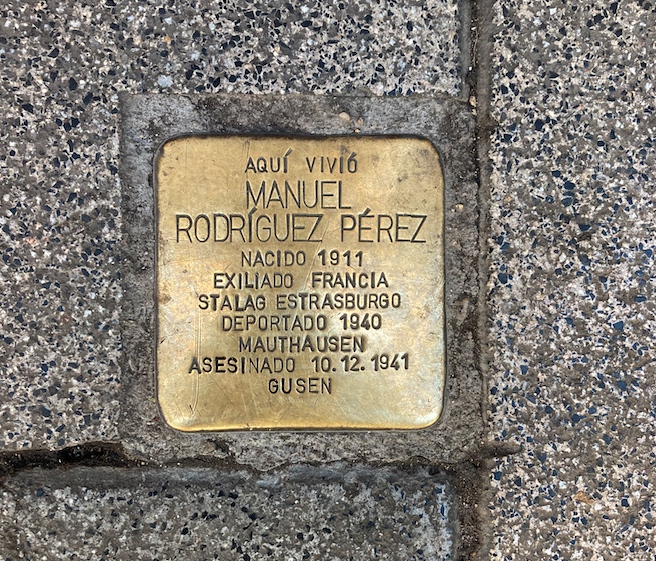 AQUÍ VIVIÓ
MANUEL
RODRÍGUEZ PÉREZ
NACIDO 1911
EXILIADO FRANCIA
STALAG ESTRASBURGO
DEPORTADO 1940
MAUTHAUSEN
ASESINADO 10.12.1941
GUSEN